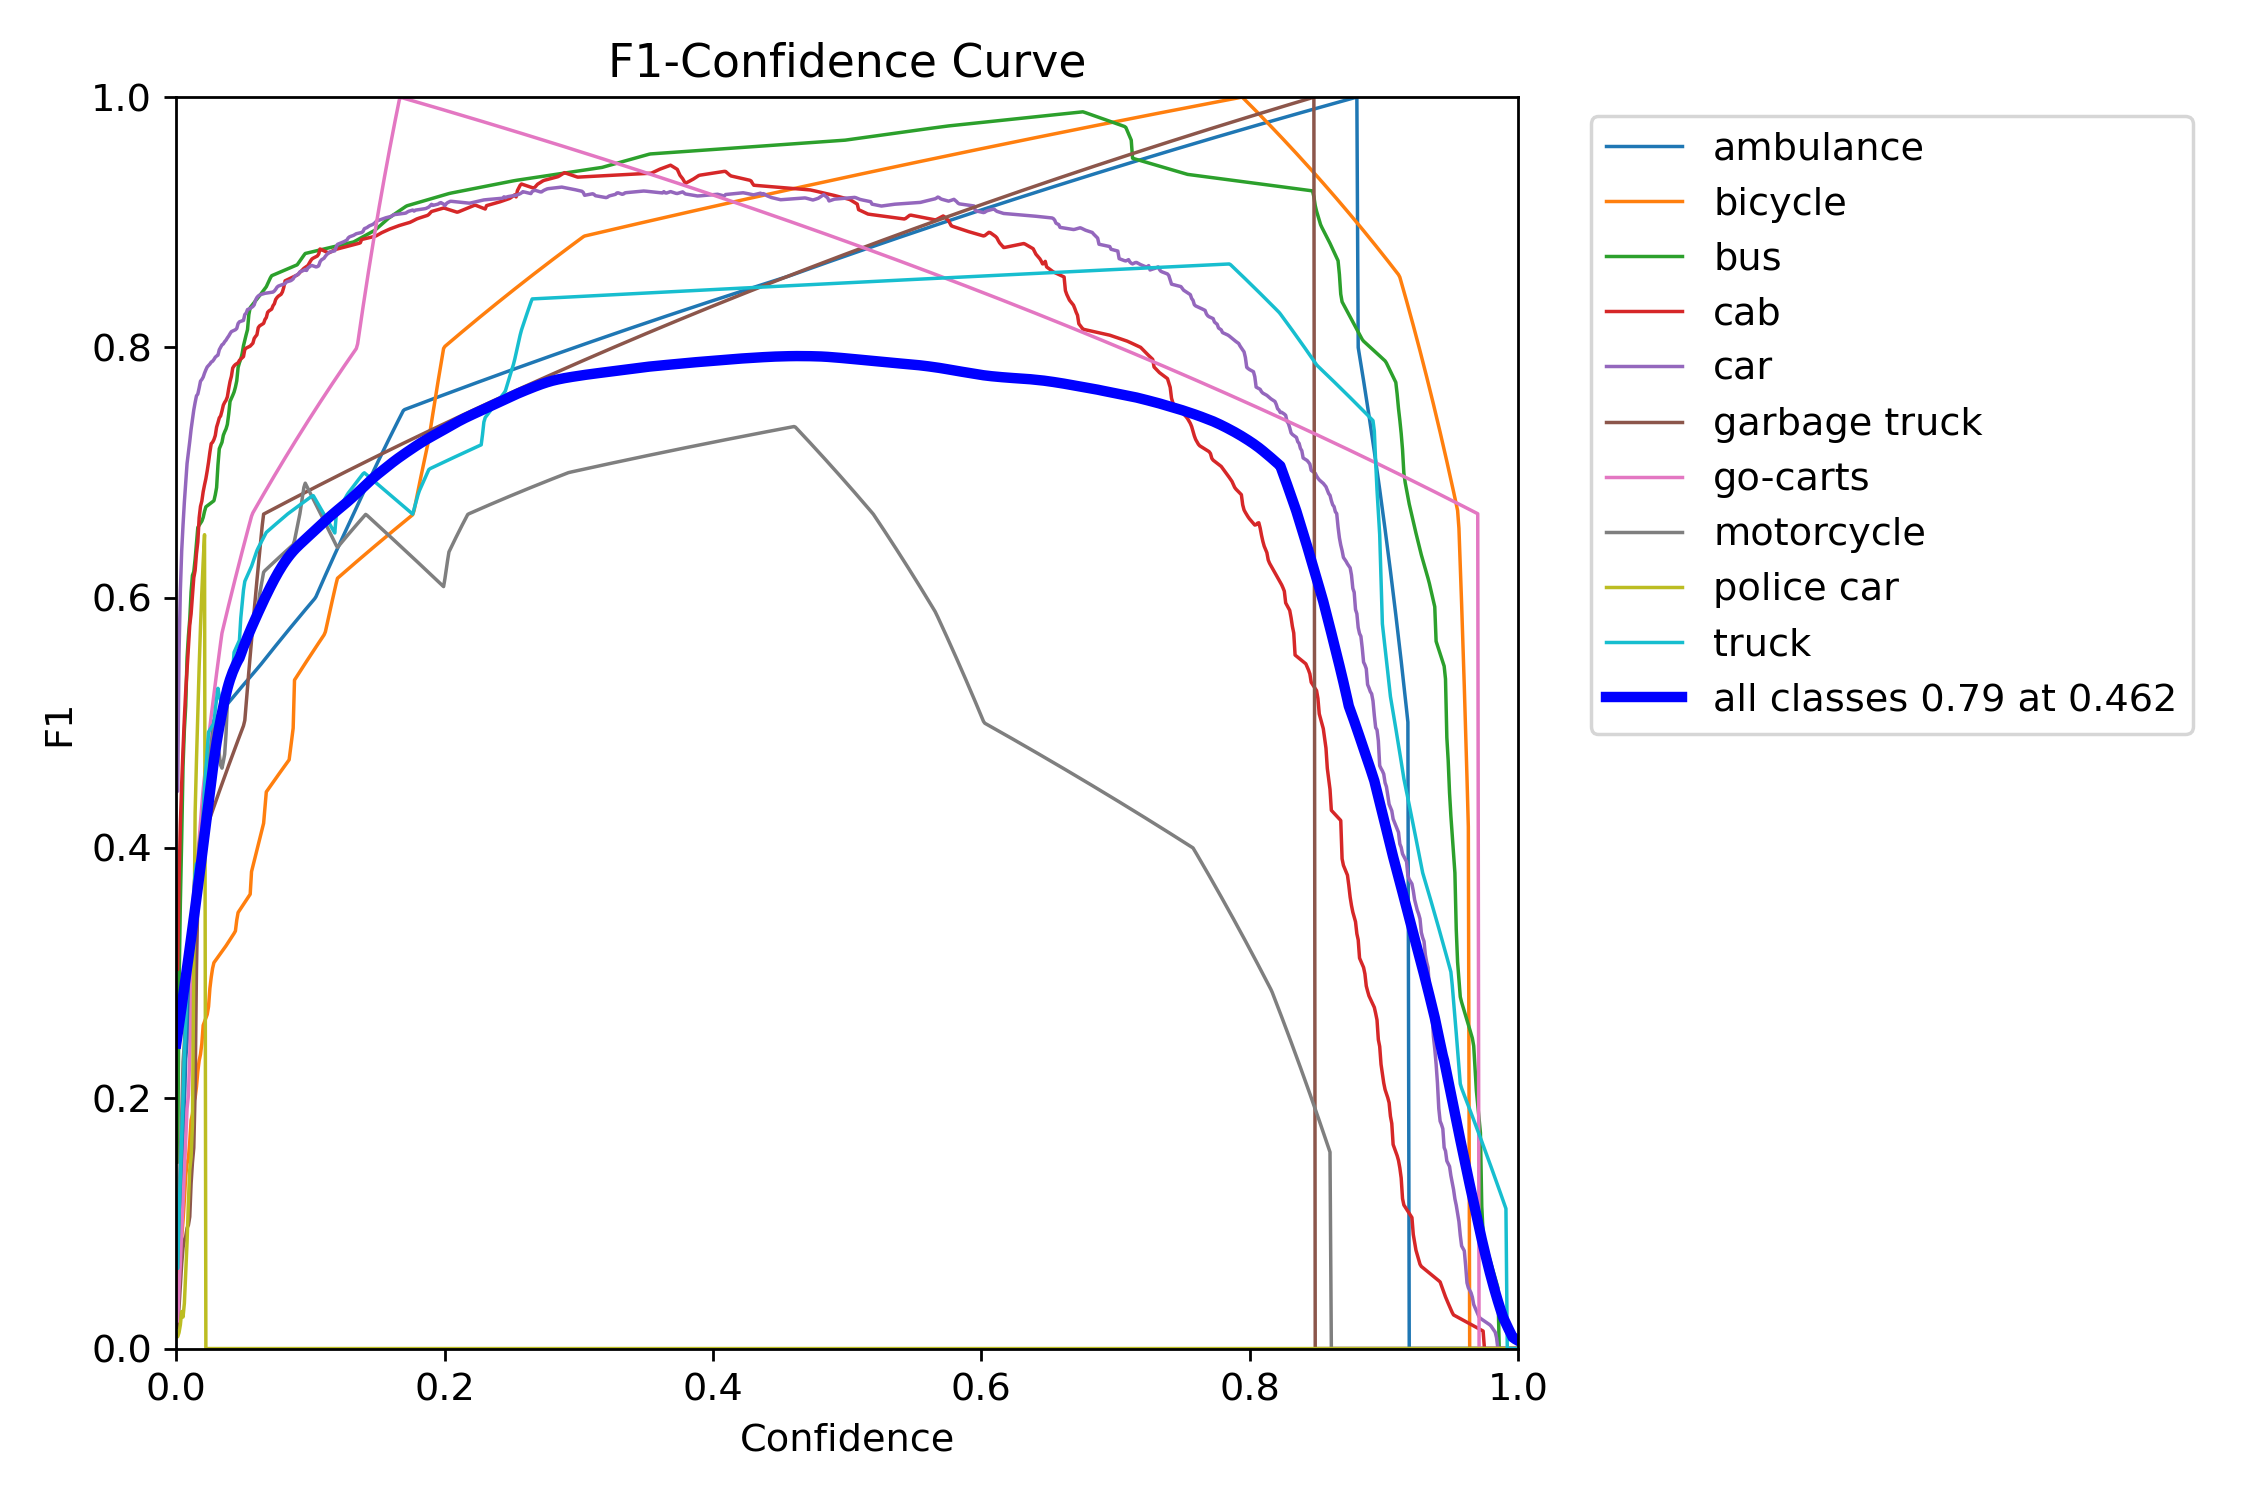 F1-Confidence Curve
1.0
0.8
0.6
0.4
0.2
0.0
F1
0.0 0.2 0.4 0.6 0.8 1.0
Confidence
ambulance
bicycle
bus
cab
car
garbage truck
go-carts
motorcycle
police car
truck
all classes 0.79 at 0.462